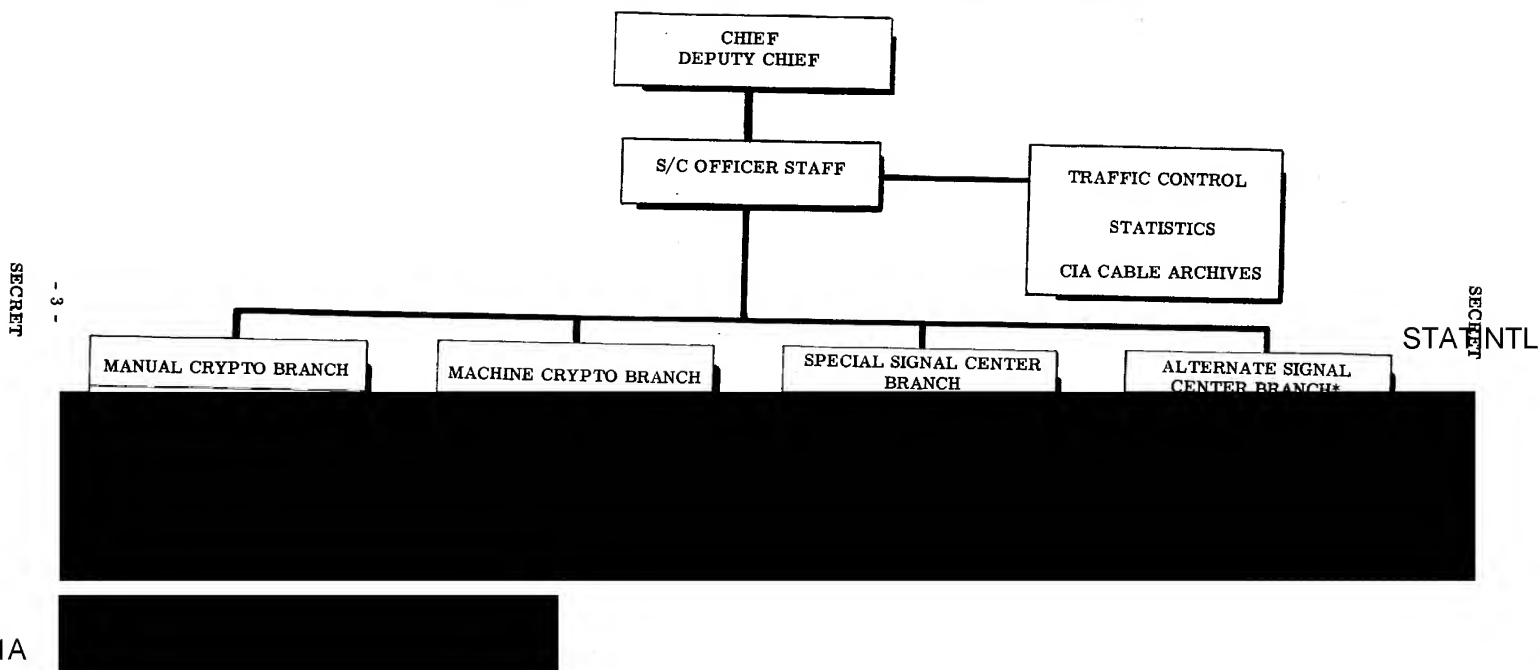 CHIEF
DEPUTY CHIEF
S/C OFFICER STAFF
TRAFFIC CONTROL
STATISTICS
CIA CABLE ARCHIVES
SECRET
- 3 -
SECRET
STATINTL
MANUAL CRYPTO BRANCH
MACHINE CRYPTO BRANCH
SPECIAL SIGNAL CENTER
BRANCH
ALTERNATE SIGNAL
CENTER BRANCH*
1A